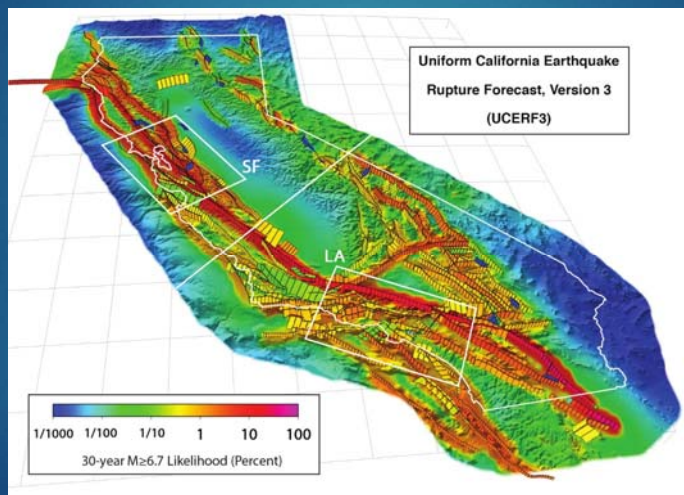 Uniform California Earthquake
Rupture Forecast, Version 3
(UCERF3)
SF
LA
1/1000 1/100 1/10 1 10 100
30-year M≥6.7 Likelihood (Percent)